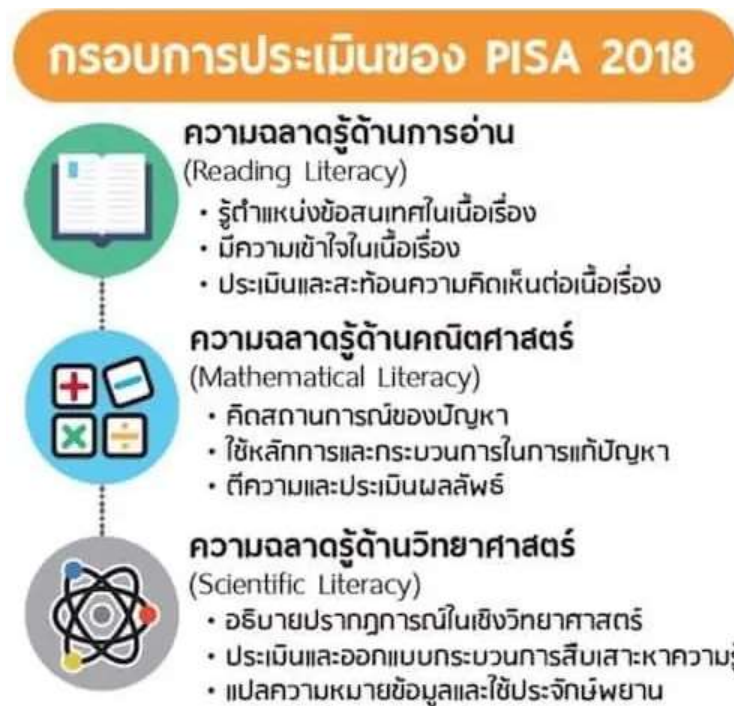 กรอบการประเมินของ PISA 2018
ความฉลาดรู้ด้านการอ่าน
(Reading Literacy)
• รู้ตำแหน่งข้อสนเทศในเนื้อเรื่อง
• มีความเข้าใจในเนื้อเรื่อง
• ประเมินและสะท้อนความคิดเห็นต่อเนื้อเรื่อง
ความฉลาดรู้ด้านคณิตศาสตร์
(Mathematical Literacy)
• คิดสถานการณ์ของปัญหา
• ใช้หลักการและกระบวนการในการแก้ปัญหา
• ตีความและประเมินผลลัพธ์
ความฉลาดรู้ด้านวิทยาศาสตร์
(Scientific Literacy)
• อธิบายปรากฏการณ์ในเชิงวิทยาศาสตร์
• ประเมินและออกแบบกระบวนการสืบเสาะหาความรู้
• แปลความหมายข้อมูลและใช้ประจักษ์พยาน